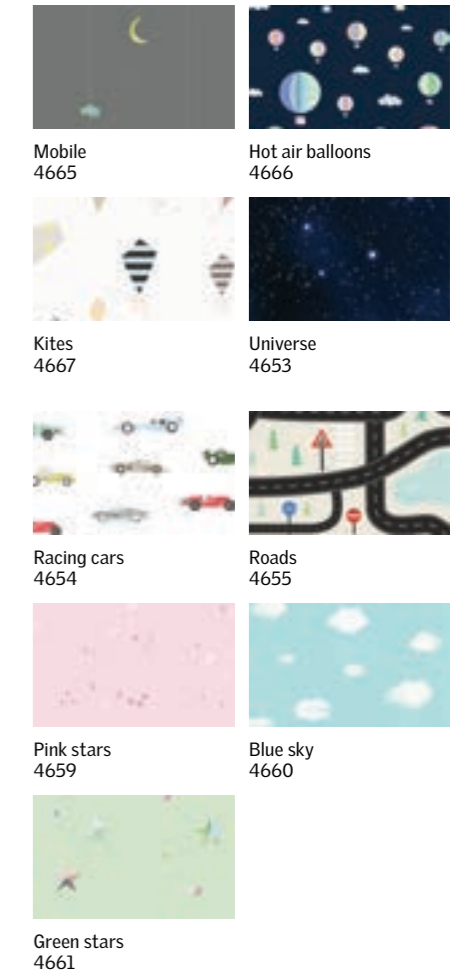 Mobile
4665
Hot air balloons
4666
Kites
4667
Universe
4653
Racing cars
4654
Roads
4655
Pink stars
4659
Blue sky
4660
Green stars
4661